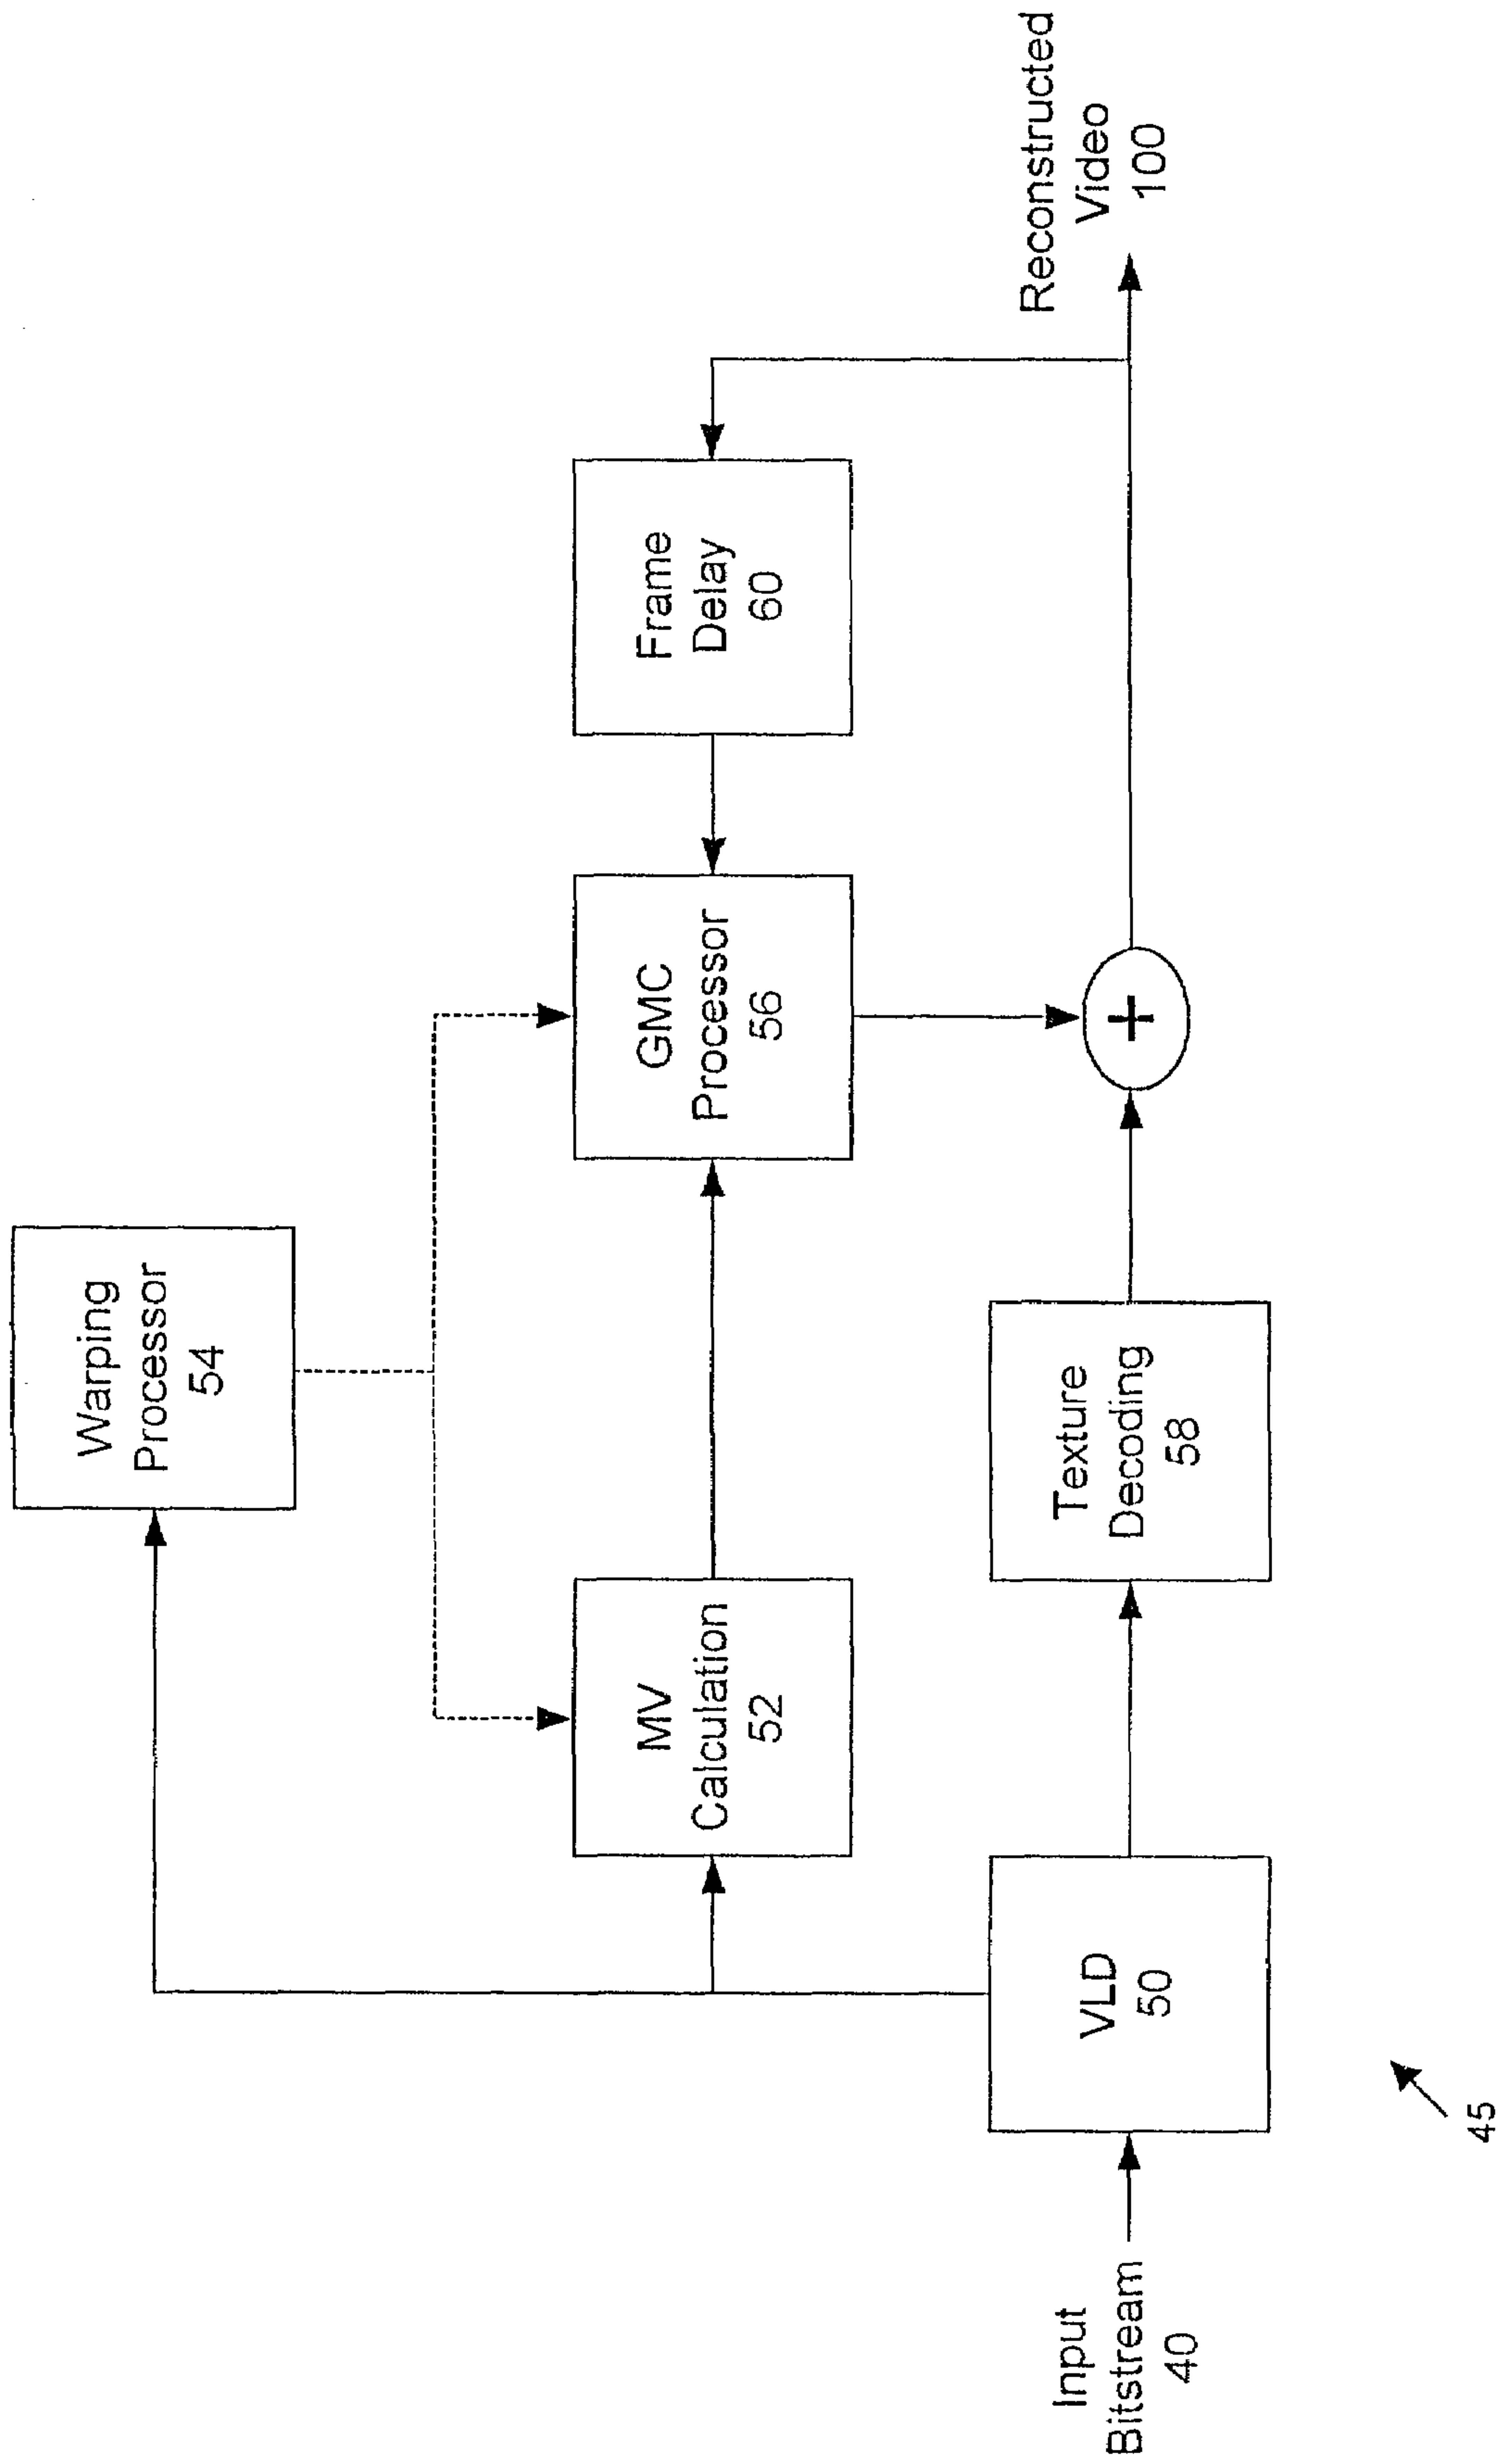 Warping
Processor
54
MV
Calculation
52
GMC
Processor
56
Frame
Delay
60
Input
Bitstream
40
VLD
50
Texture
Decoding
58
+
Reconstructed
Video
100
45